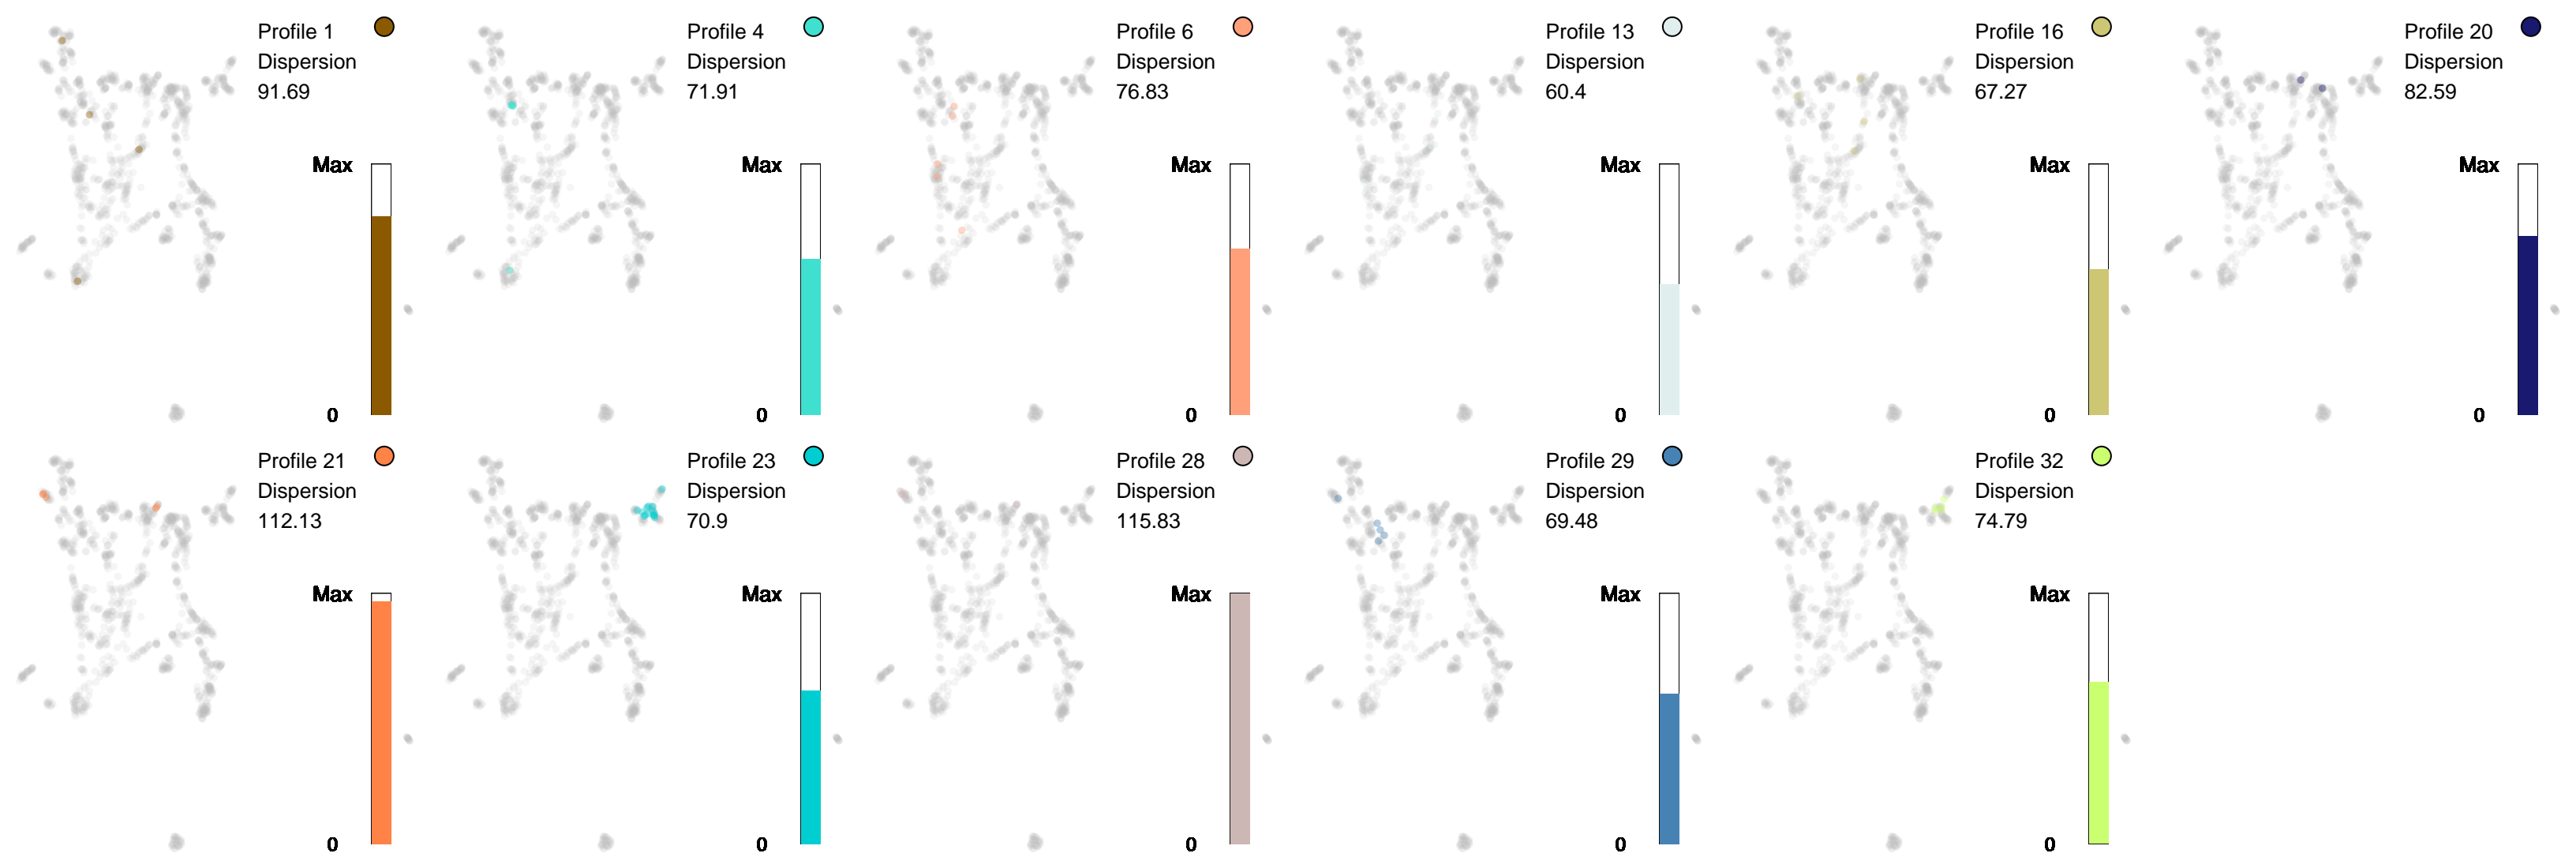 Profile 1
Dispersion
91.69
Max
0
Profile 4
Dispersion
71.91
Max
0
Profile 6
Dispersion
76.83
Max
0
Profile 13
Dispersion
60.4
Max
0
Profile 16
Dispersion
67.27
Max
0
Profile 20
Dispersion
82.59
Max
0
Profile 21
Dispersion
112.13
Max
0
Profile 23
Dispersion
70.9
Max
0
Profile 28
Dispersion
115.83
Max
0
Profile 29
Dispersion
69.48
Max
0
Profile 32
Dispersion
74.79
Max
0